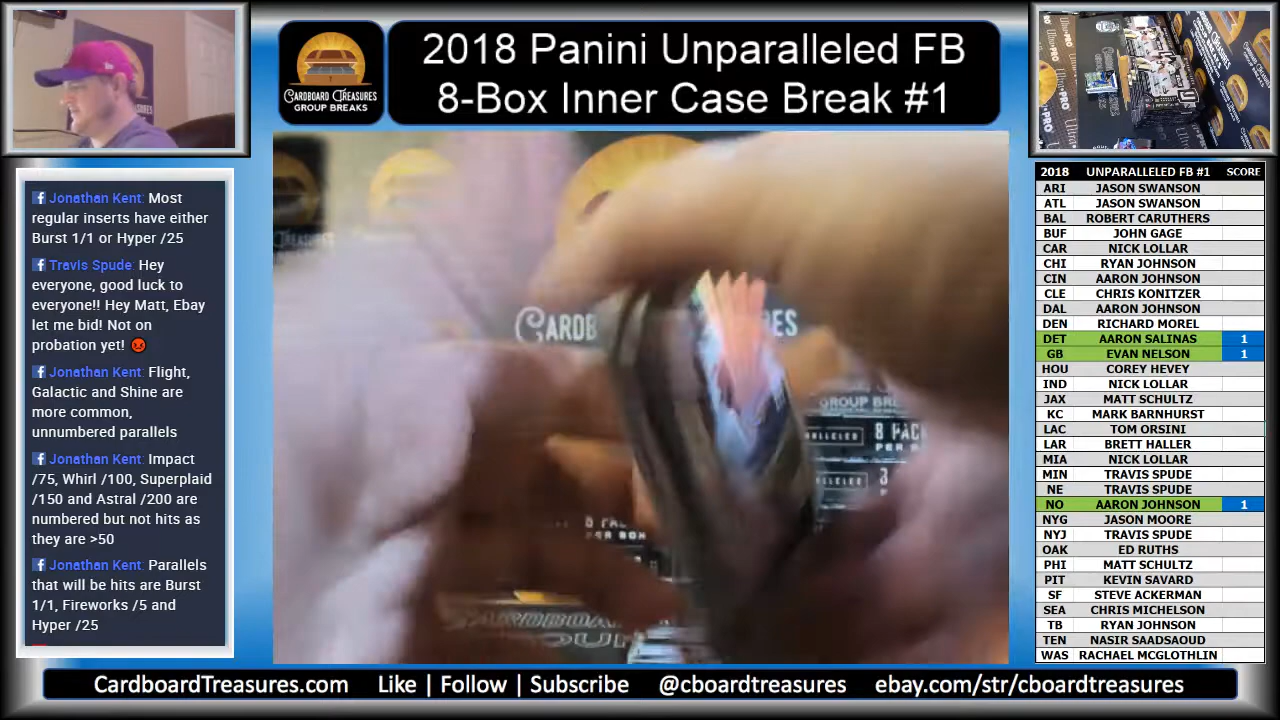 CARDBOARD TREASURES
GROUP BREAKS
2018 Panini Unparalleled FB
8-Box Inner Case Break #1
Jonathan Kent: Most
regular inserts have either
Burst 1/1 or Hyper /25
Travis Spude: Hey
everyone, good luck to
everyone!! Hey Matt, Ebay
let me bid! Not on
probation yet! 😡
Jonathan Kent: Flight,
Galactic and Shine are
more common,
unnumbered parallels
Jonathan Kent: Impact
/75, Whirl /100, Superplaid
/150 and Astral /200 are
numbered but not hits as
they are >50
Jonathan Kent: Parallels
that will be hits are Burst
1/1, Fireworks /5 and
Hyper /25
CARDB
ES
GROUP BRE
8 PAC
PER B
2018 UNPARALLELED FB #1 SCORE
ARI JASON SWANSON
ATL JASON SWANSON
BAL ROBERT CARUTHERS
BUF JOHN GAGE
CAR NICK LOLLAR
CHI RYAN JOHNSON
CIN AARON JOHNSON
CLE CHRIS KONITZER
DAL AARON JOHNSON
DEN RICHARD MOREL
DET AARON SALINAS 1
GB EVAN NELSON 1
HOU COREY HEVEY
IND NICK LOLLAR
JAX MATT SCHULTZ
KC MARK BARNHURST
LAC TOM ORSINI
LAR BRETT HALLER
MIA NICK LOLLAR
MIN TRAVIS SPUDE
NE TRAVIS SPUDE
NO AARON JOHNSON 1
NYG JASON MOORE
NYJ TRAVIS SPUDE
OAK ED RUTHS
PHI MATT SCHULTZ
PIT KEVIN SAVARD
SF STEVE ACKERMAN
SEA CHRIS MICHELSON
TB RYAN JOHNSON
TEN NASIR SAADSAOUD
WAS RACHAEL MCGLOTHLIN
CardboardTreasures.com Like | Follow | Subscribe @cboardtreasures ebay.com/str/cboardtreasures